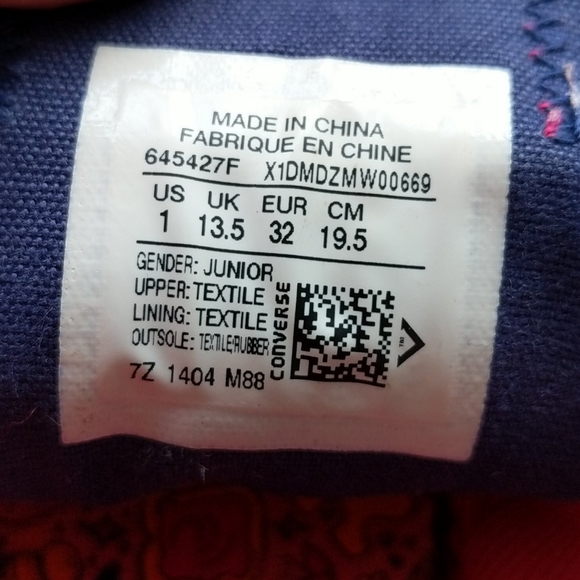 MADE IN CHINA
FABRIQUE EN CHINE
645427F X1DMDZMW00669
US UK EUR CM
1 13.5 32 19.5
GENDER: JUNIOR
UPPER: TEXTILE
LINING: TEXTILE
OUTSOLE: TEXTILE/RUBBER
7Z 1404 M88
CONVERSE
TM